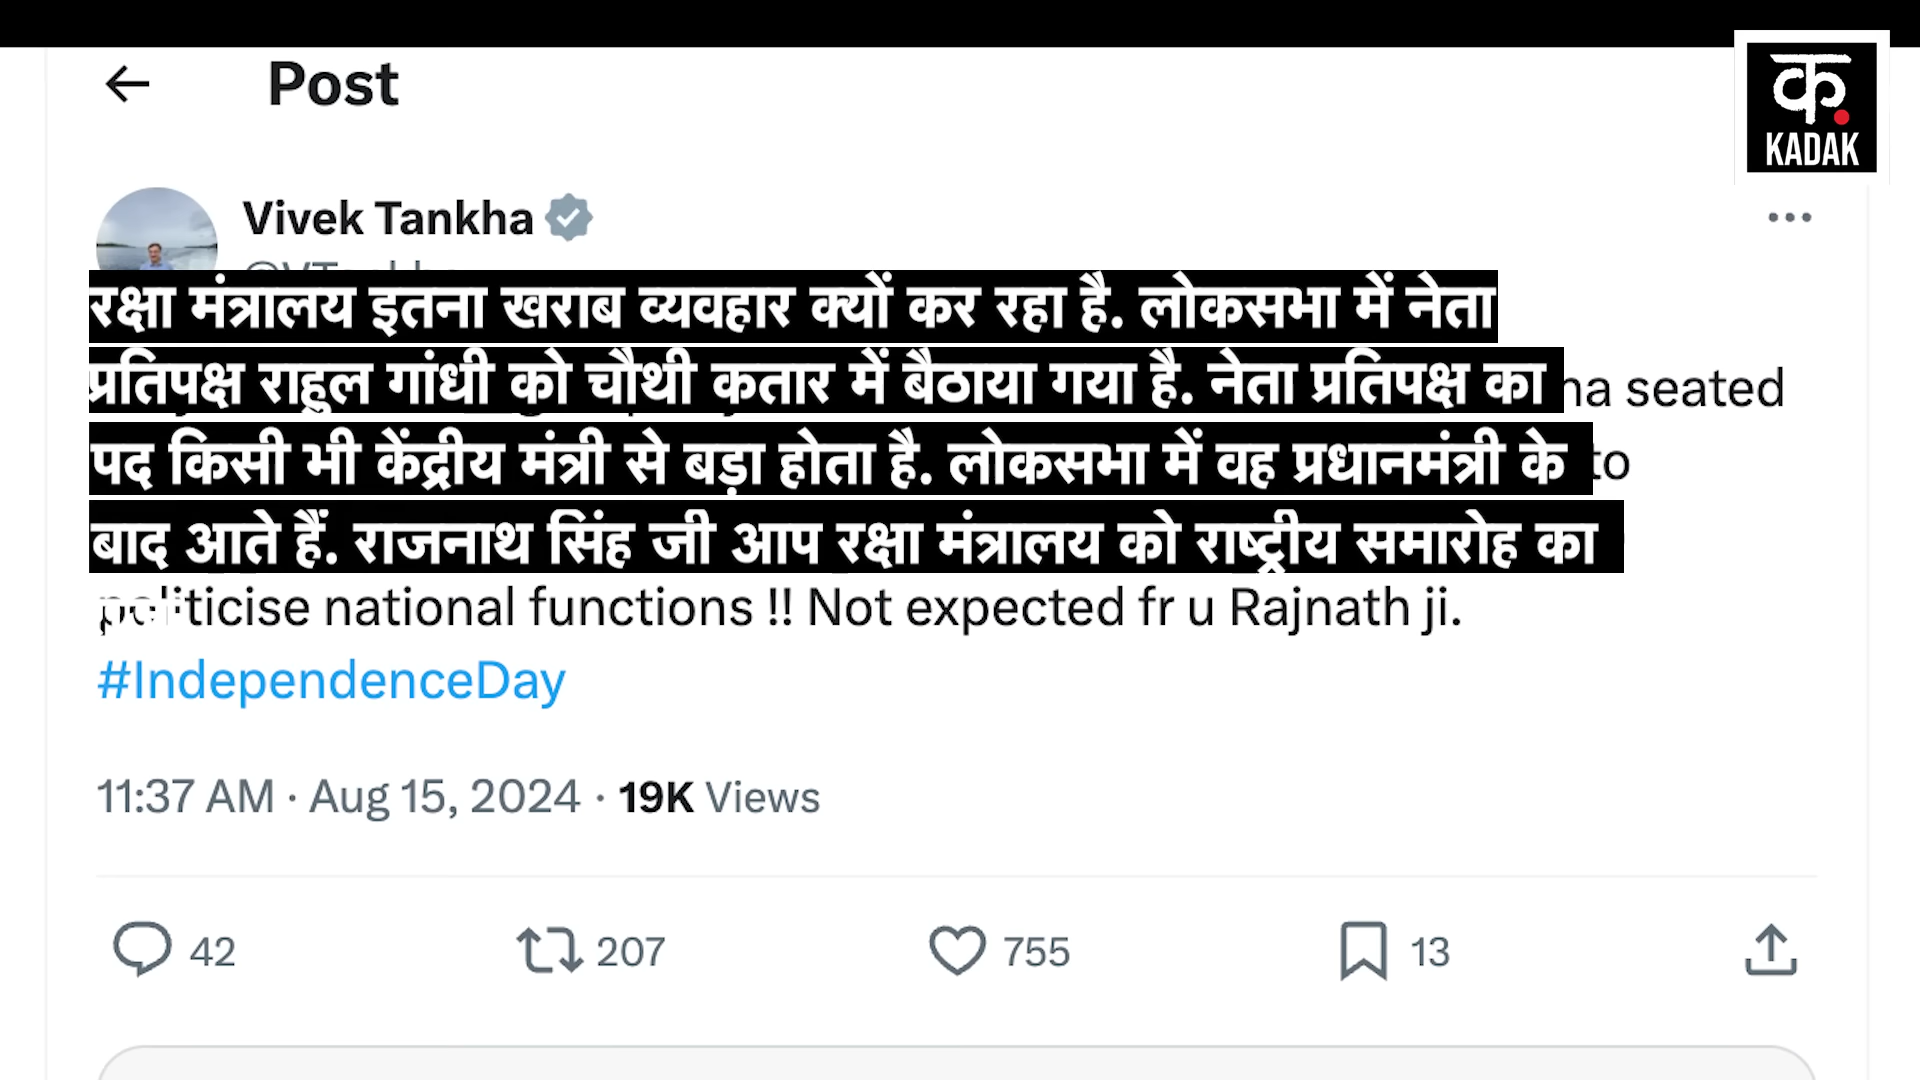 Post
क
KADAK
Vivek Tankha
रक्षा मंत्रालय इतना खराब व्यवहार क्यों कर रहा है. लोकसभा में नेता
प्रतिपक्ष राहुल गांधी को चौथी कतार में बैठाया गया है. नेता प्रतिपक्ष का
seated
पद किसी भी केंद्रीय मंत्री से बड़ा होता है. लोकसभा में वह प्रधानमंत्री के
to
बाद आते हैं. राजनाथ सिंह जी आप रक्षा मंत्रालय को राष्ट्रीय समारोह का
politicise national functions !! Not expected fr u Rajnath ji.
#IndependenceDay
11:37 AM · Aug 15, 2024 · 19K Views
42 207 755 13